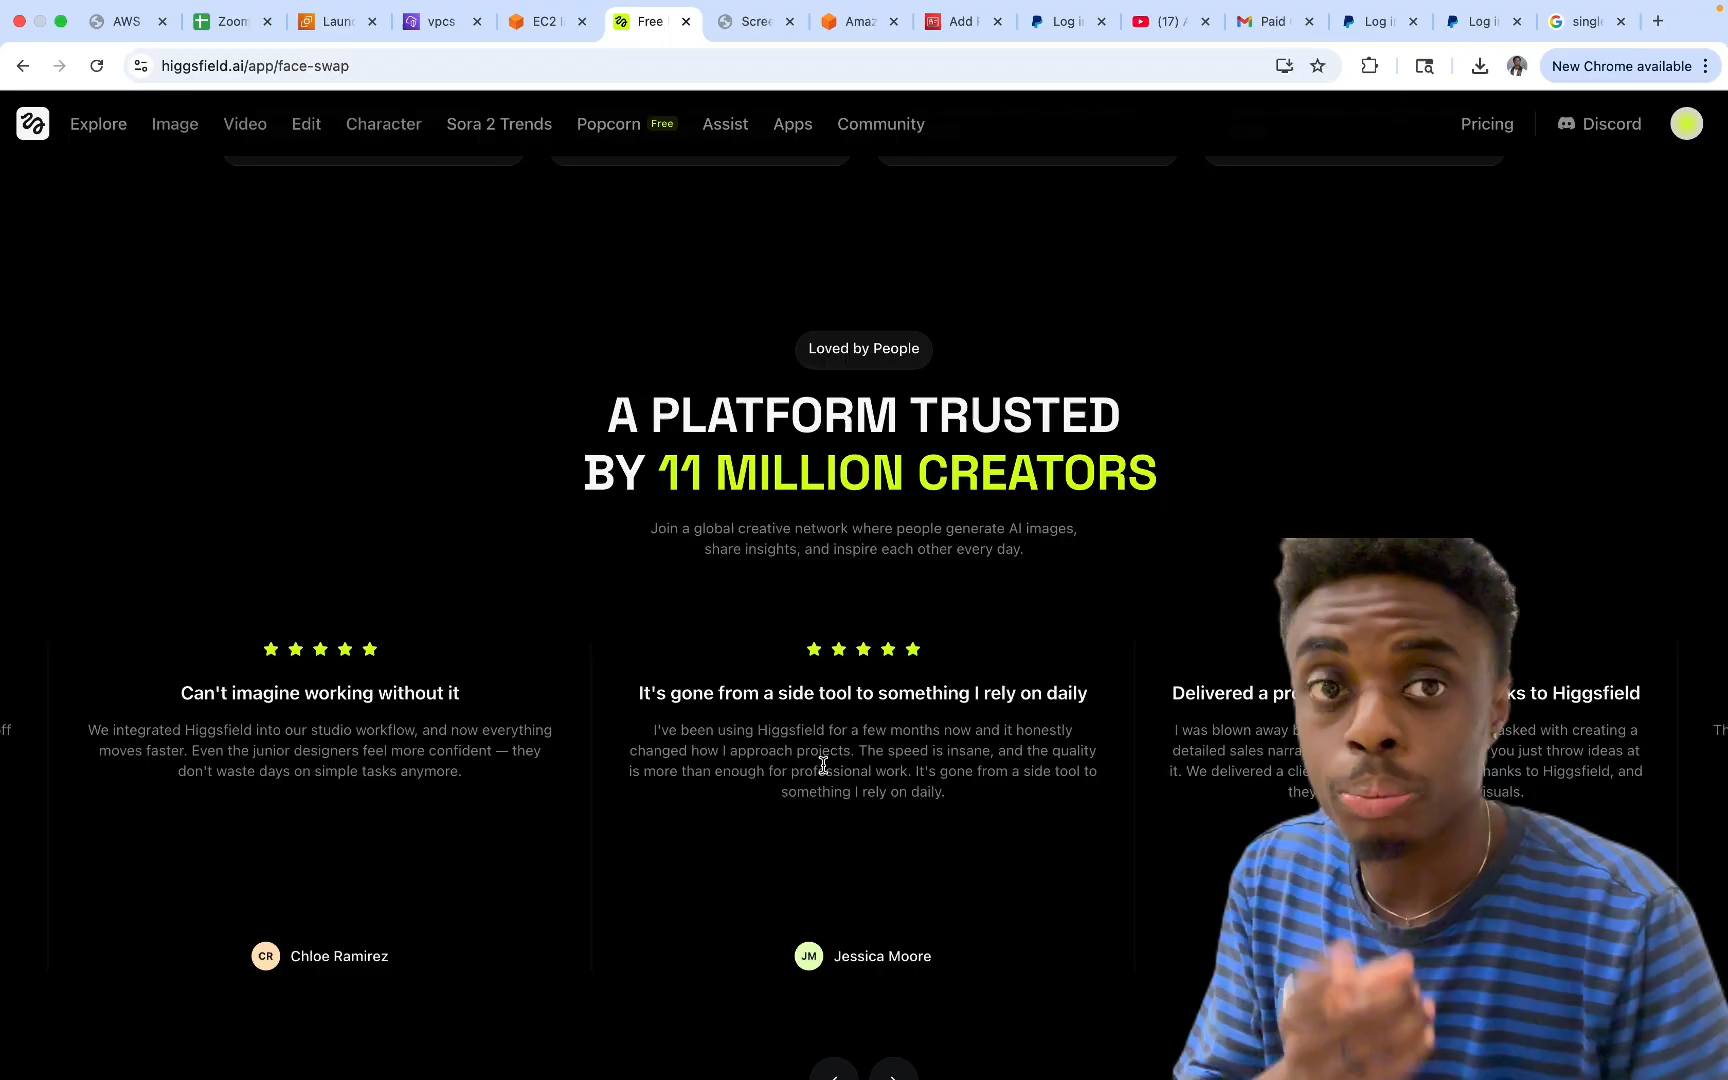 AWS
Zoom
Laun
vpcs
EC2 I
Free
Scree
Amaz
Add
Log i
(17)
Paid
Log i
Log i
singl
higgsfield.ai/app/face-swap
New Chrome available
Explore
Image
Video
Edit
Character
Sora 2 Trends
Popcorn
Free
Assist
Apps
Community
Pricing
Discord
Loved by People
A PLATFORM TRUSTED
BY 11 MILLION CREATORS
Join a global creative network where people generate AI images,
share insights, and inspire each other every day.
Can't imagine working without it
We integrated Higgsfield into our studio workflow, and now everything
moves faster. Even the junior designers feel more confident — they
don't waste days on simple tasks anymore.
CR
Chloe Ramirez
It's gone from a side tool to something I rely on daily
I've been using Higgsfield for a few months now and it honestly
changed how I approach projects. The speed is insane, and the quality
is more than enough for professional work. It's gone from a side tool to
something I rely on daily.
JM
Jessica Moore
Delivered a to Higgsfield
I was blown away asked with creating a
detailed sales you just throw ideas at
it. We delivered a to Higgsfield, and